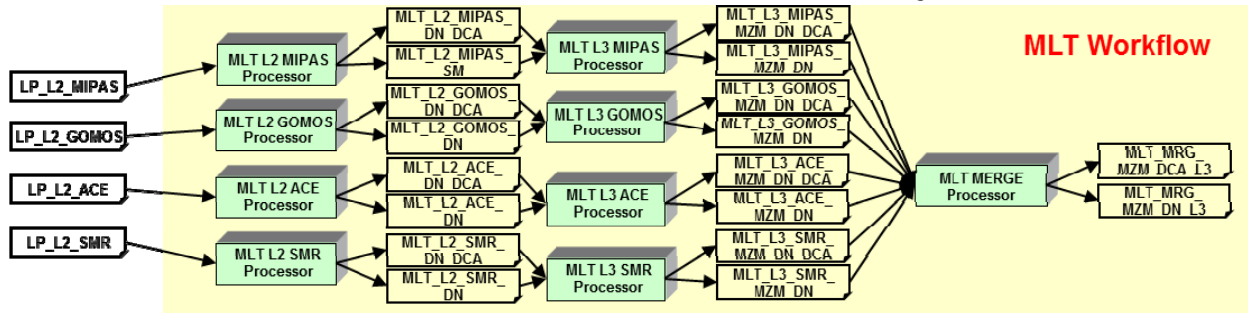 MLT Workflow
LP_L2_MIPAS
LP_L2_GOMOS
LP_L2_ACE
LP_L2_SMR
MLT L2 MIPAS
Processor
MLT L2 GOMOS
Processor
MLT L2 ACE
Processor
MLT L2 SMR
Processor
MLT_L2_MIPAS_
DN_DCA
MLT_L2_MIPAS_
SM
MLT_L2_GOMOS_
DN_DCA
MLT_L2_GOMOS_
DN
MLT_L2_ACE_
DN_DCA
MLT_L2_ACE_
DN
MLT_L2_SMR_
DN_DCA
MLT_L2_SMR_
DN
MLT L3 MIPAS
Processor
MLT L3 GOMOS
Processor
MLT L3 ACE
Processor
MLT L3 SMR
Processor
MLT_L3_MIPAS_
MZM_DN_DCA
MLT_L3_MIPAS_
MZM_DN
MLT_L3_GOMOS_
MZM_DN_DCA
MLT_L3_GOMOS_
MZM_DN
MLT_L3_ACE_
MZM_DN_DCA
MLT_L3_ACE_
MZM_DN
MLT_L3_SMR_
MZM_DN_DCA
MLT_L3_SMR_
MZM_DN
MLT MERGE
Processor
MLT_MRG_
MZM_DCA_L3
MLT_MRG_
MZM_DN_L3